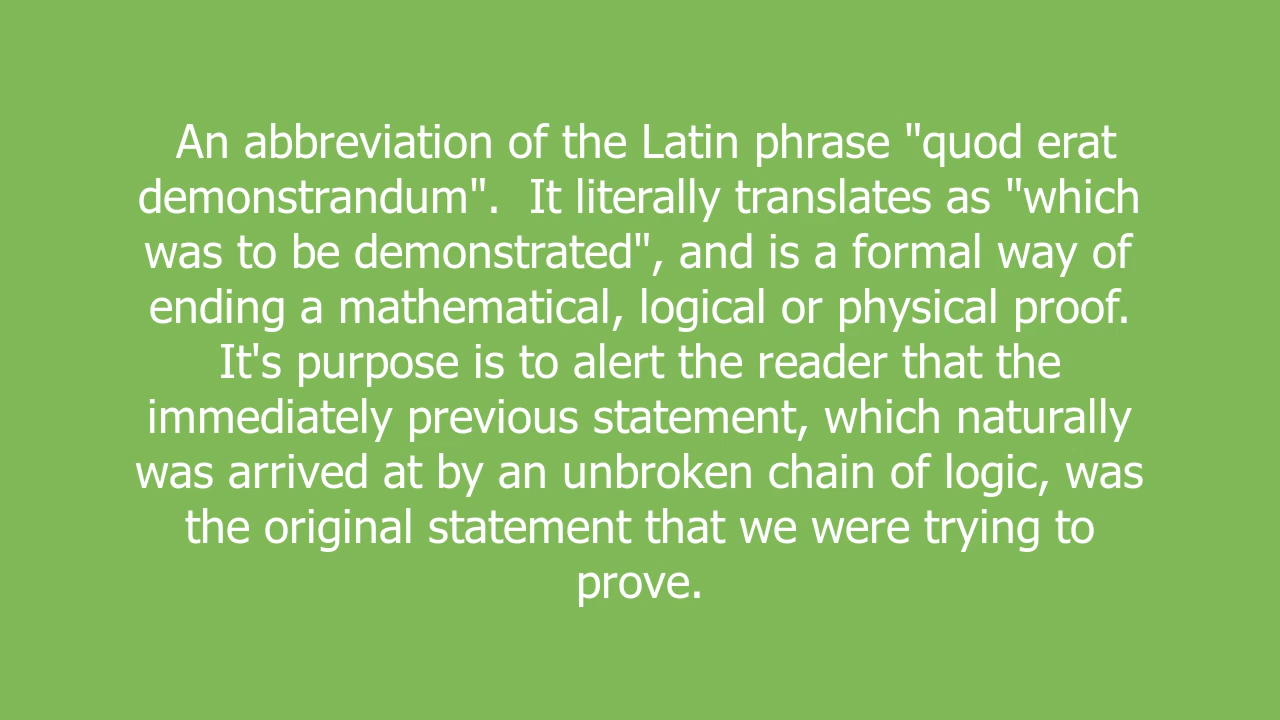 An abbreviation of the Latin phrase "quod erat
demonstrandum".  It literally translates as "which
was to be demonstrated", and is a formal way of
ending a mathematical, logical or physical proof.
It's purpose is to alert the reader that the
immediately previous statement, which naturally
was arrived at by an unbroken chain of logic, was
the original statement that we were trying to
prove.